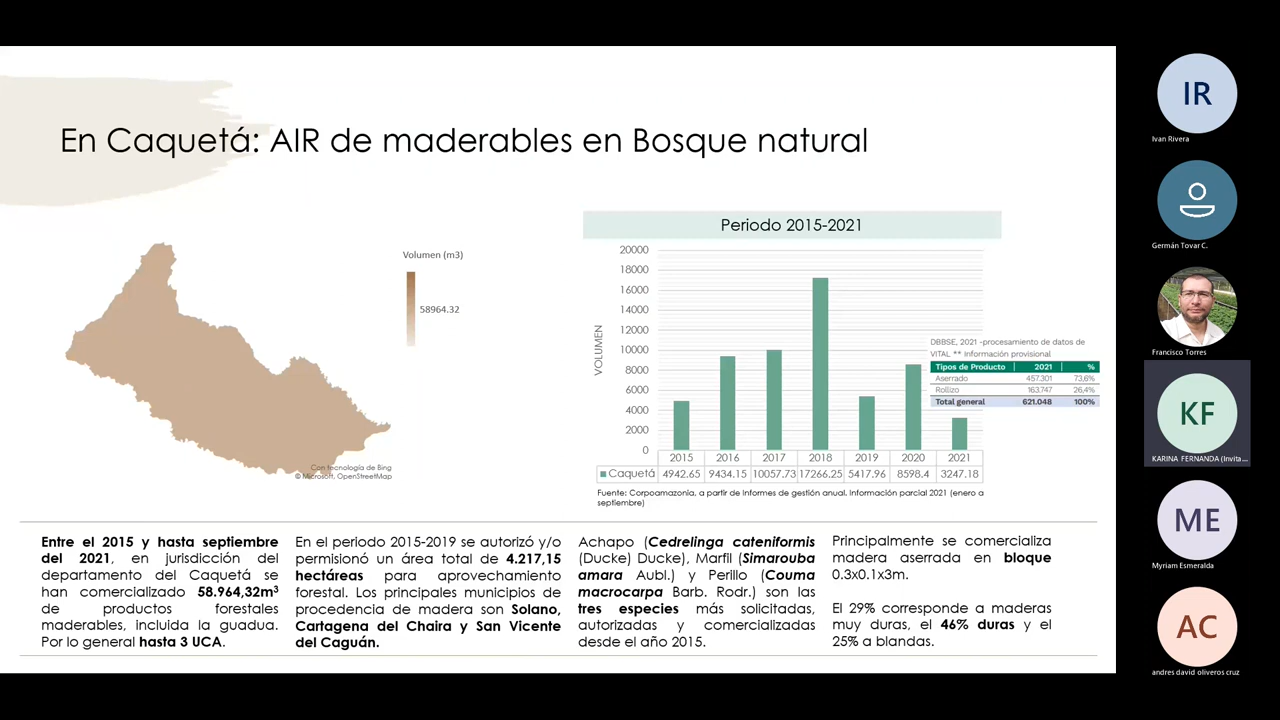 En Caquetá: AIR de maderables en Bosque natural
Volumen (m3)
58964.32
Con tecnología de Bing
© Microsoft, OpenStreetMap
Periodo 2015-2021
VOLUMEN
20000
18000
16000
14000
12000
10000
8000
6000
4000
2000
0
2015 2016 2017 2018 2019 2020 2021
Caquetá 4942.65 9434.15 10057.73 17266.25 5417.96 8598.4 3247.18
Fuente: Corpoamazonia, a partir de informes de gestión anual. Información parcial 2021 (enero a
septiembre)
DBBSE, 2021 -procesamiento de datos de
VITAL ** Información provisional
Tipos de Producto 2021 %
Aserrado 457.301 73,6%
Rollizo 163.747 26,4%
Total general 621.048 100%
Entre el 2015 y hasta septiembre
del 2021, en jurisdicción del
departamento del Caquetá se
han comercializado 58.964,32m³
de productos forestales
maderables, incluida la guadua.
Por lo general hasta 3 UCA.
En el periodo 2015-2019 se autorizó y/o
permisionó un área total de 4.217,15
hectáreas para aprovechamiento
forestal. Los principales municipios de
procedencia de madera son Solano,
Cartagena del Chaira y San Vicente
del Caguán.
Achapo (Cedrelinga cateniformis
(Ducke) Ducke), Marfil (Simarouba
amara Aubl.) y Perillo (Couma
macrocarpa Barb. Rodr.) son las
tres especies más solicitadas,
autorizadas y comercializadas
desde el año 2015.
Principalmente se comercializa
madera aserrada en bloque
0.3x0.1x3m.
El 29% corresponde a maderas
muy duras, el 46% duras y el
25% a blandas.
IR
Ivan Rivera
Germán Tovar C.
Francisco Torres
KF
KARINA FERNANDA (Invita...
ME
Myriam Esmeralda
AC
andres david oliveros cruz